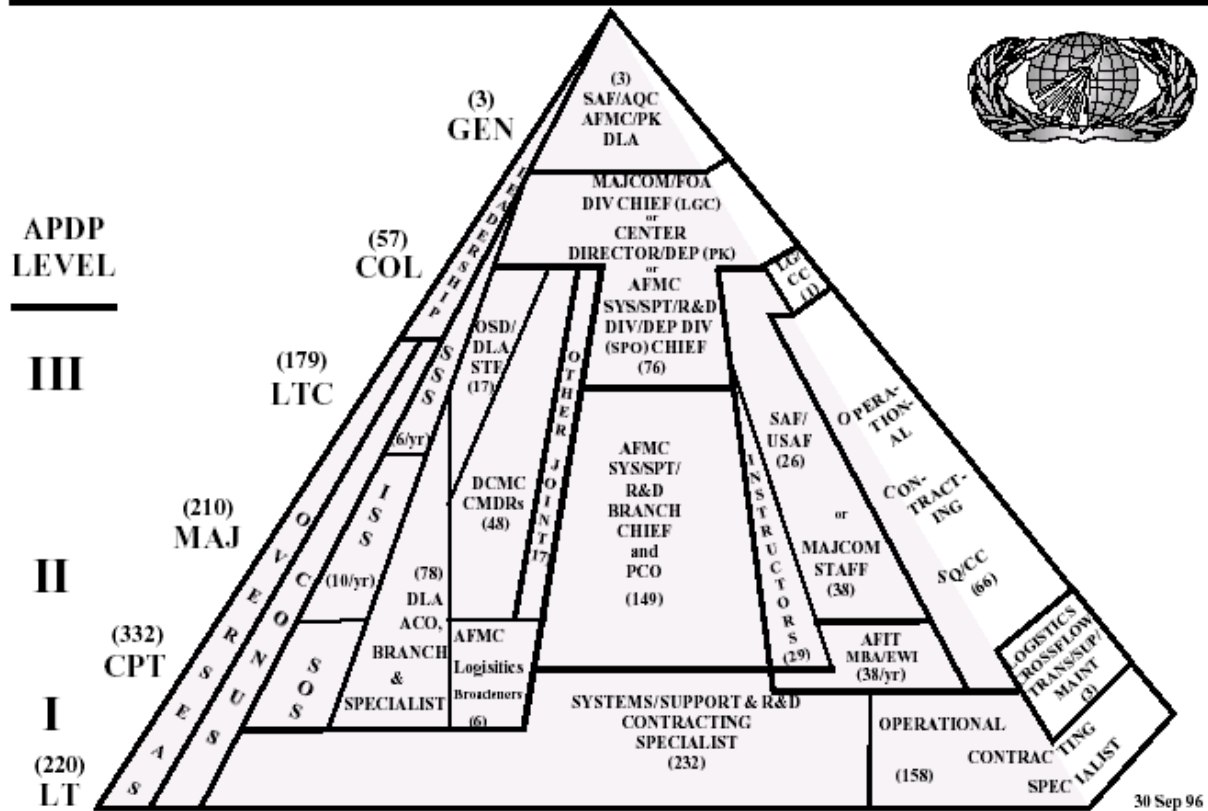 APDP
LEVEL
III
II
I
(3)
GEN
(57)
COL
(179)
LTC
(210)
MAJ
(332)
CPT
(220)
LT
(3)
SAF/AQC
AFMC/PK
DLA
LEADERSHIP
MAJCOM/FOA
DIV CHIEF (LGC)
or
CENTER
DIRECTOR/DEP (PK)
or
AFMC
SYS/SPT/R&D
DIV/DEP DIV
(SPO) CHIEF
(76)
LG/
CC
(1)
OVERSEAS
CONUS
SSS
(6/yr)
ISS
(10/yr)
SOS
OSD/
DLA
STF
(17)
DCMC
CMDRs
(48)
OTHER JOINT
17)
(78)
DLA
ACO,
BRANCH
&
SPECIALIST
AFMC
Logisitics
Broadeners
(6)
AFMC
SYS/SPT/
R&D
BRANCH
CHIEF
and
PCO
(149)
INSTRUCTORS
(29)
SAF/
USAF
(26)
or
MAJCOM
STAFF
(38)
OPERA-
TION-
AL
CON-
TRACT-
ING
SQ/CC
(66)
AFIT
MBA/EWI
(38/yr)
LOGISTICS
CROSSFLOW
TRANS/SUP/
MAINT
(3)
SYSTEMS/SUPPORT & R&D
CONTRACTING
SPECIALIST
(232)
OPERATIONAL
CONTRACTING
(158)
SPECIALIST
30 Sep 96